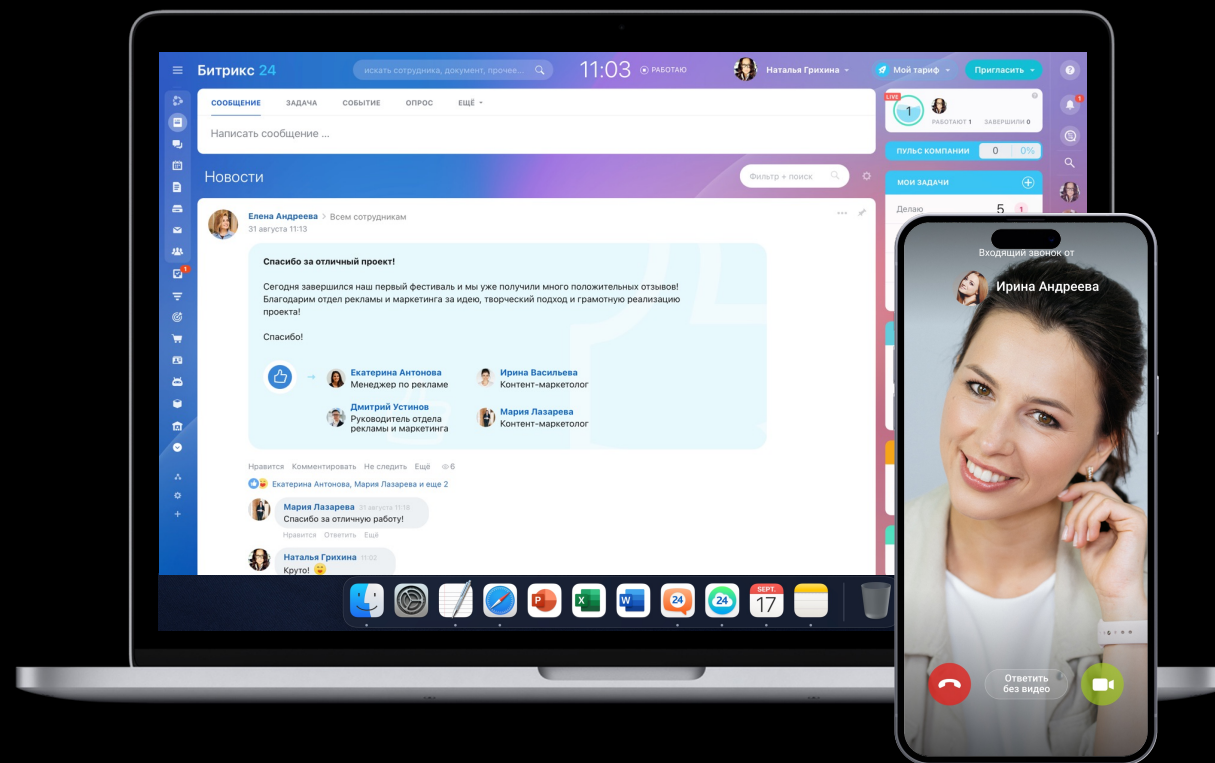 Битрикс 24
искать сотрудника, документ, прочее...
11:03
РАБОТАЮ
Наталья Грихина
Мой тариф
Пригласить
СООБЩЕНИЕ ЗАДАЧА СОБЫТИЕ ОПРОС ЕЩЁ
Написать сообщение ...
LIVE
1
РАБОТАЮТ 1 ЗАВЕРШИЛИ 0
1
ПУЛЬС КОМПАНИИ 0 0%
Новости
Фильтр + поиск
МОИ ЗАДАЧИ
Делаю 5 1
Елена Андреева > Всем сотрудникам
31 августа 11:13
Спасибо за отличный проект!
Сегодня завершился наш первый фестиваль и мы уже получили много положительных отзывов!
Благодарим отдел рекламы и маркетинга за идею, творческий подход и грамотную реализацию
проекта!
Спасибо!
Екатерина Антонова
Менеджер по рекламе
Ирина Васильева
Контент-маркетолог
Дмитрий Устинов
Руководитель отдела
рекламы и маркетинга
Мария Лазарева
Контент-маркетолог
1
Нравится Комментировать Не следить Ещё 6
Екатерина Антонова, Мария Лазарева и еще 2
Мария Лазарева 31 августа 11:18
Спасибо за отличную работу!
Нравится Ответить Ещё
Наталья Грихина 11:02
Круто!
P
X
W
24
24
SEPT.
17
Входящий звонок от
Ирина Андреева
Ответить
без видео